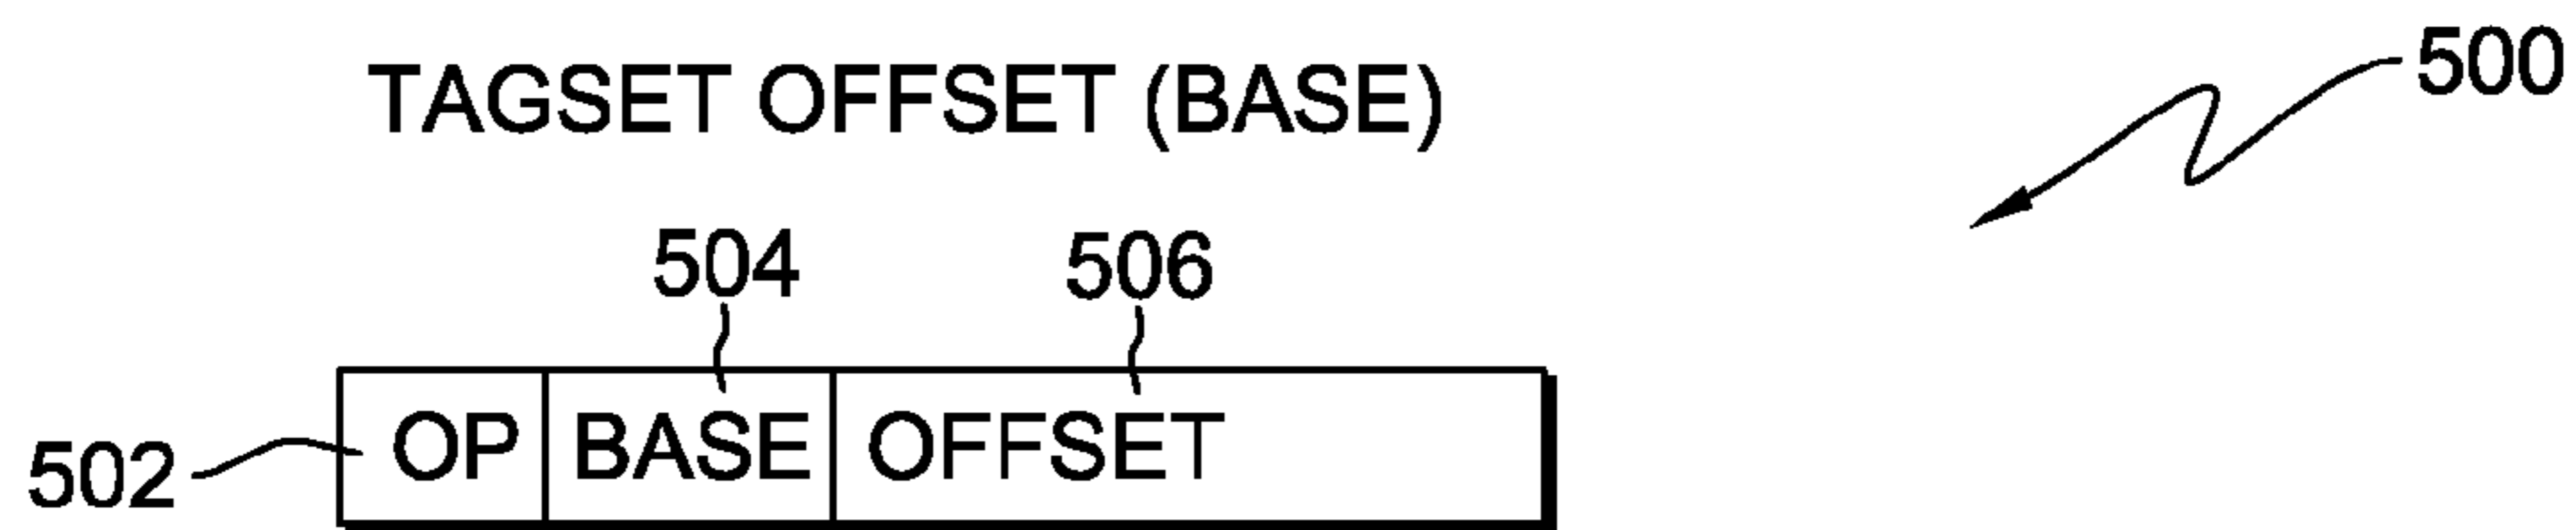 500
TAGSET OFFSET (BASE)
504 506
502 OP BASE OFFSET